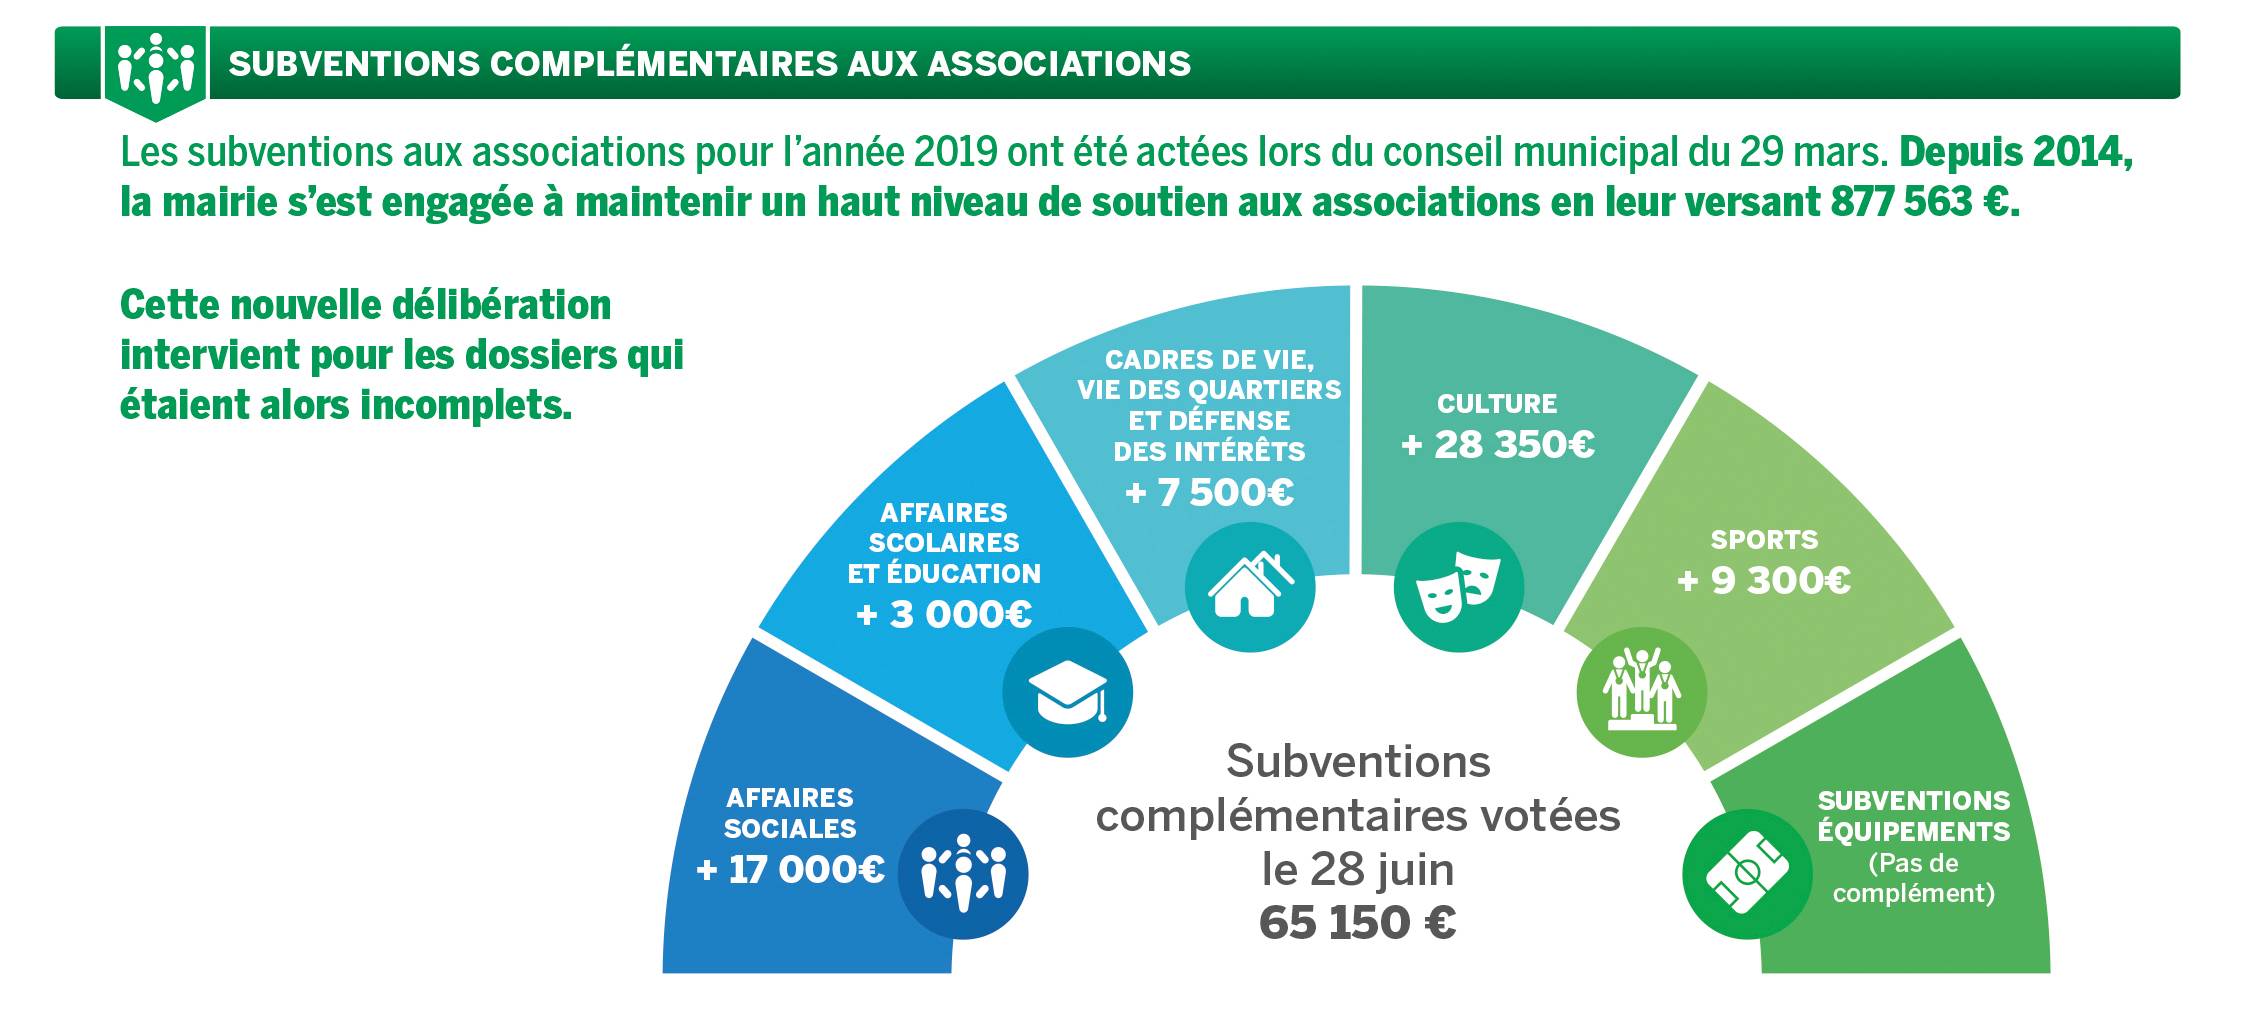 SUBVENTIONS COMPLÉMENTAIRES AUX ASSOCIATIONS
Les subventions aux associations pour l’année 2019 ont été actées lors du conseil municipal du 29 mars. Depuis 2014,
la mairie s’est engagée à maintenir un haut niveau de soutien aux associations en leur versant 877 563 €.
Cette nouvelle délibération
intervient pour les dossiers qui
étaient alors incomplets.
AFFAIRES
SOCIALES
+ 17 000€
AFFAIRES
SCOLAIRES
ET ÉDUCATION
+ 3 000€
CADRES DE VIE,
VIE DES QUARTIERS
ET DÉFENSE
DES INTÉRÊTS
+ 7 500€
CULTURE
+ 28 350€
SPORTS
+ 9 300€
SUBVENTIONS
ÉQUIPEMENTS
(Pas de
complément)
Subventions
complémentaires votées
le 28 juin
65 150 €